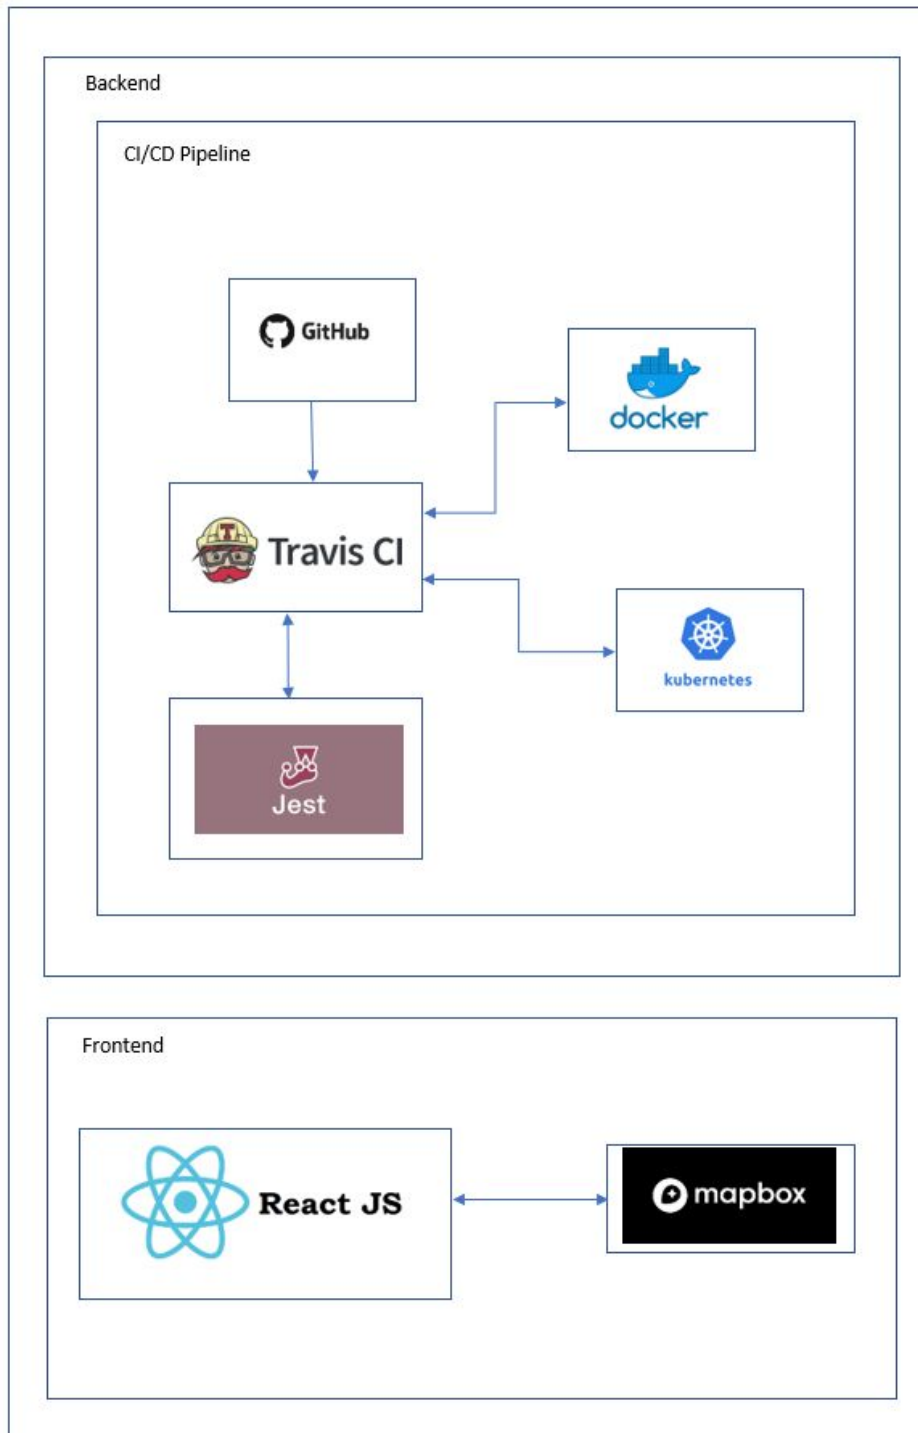 Backend
CI/CD Pipeline
GitHub
docker
T
Travis CI
kubernetes
Jest
Frontend
React JS
mapbox